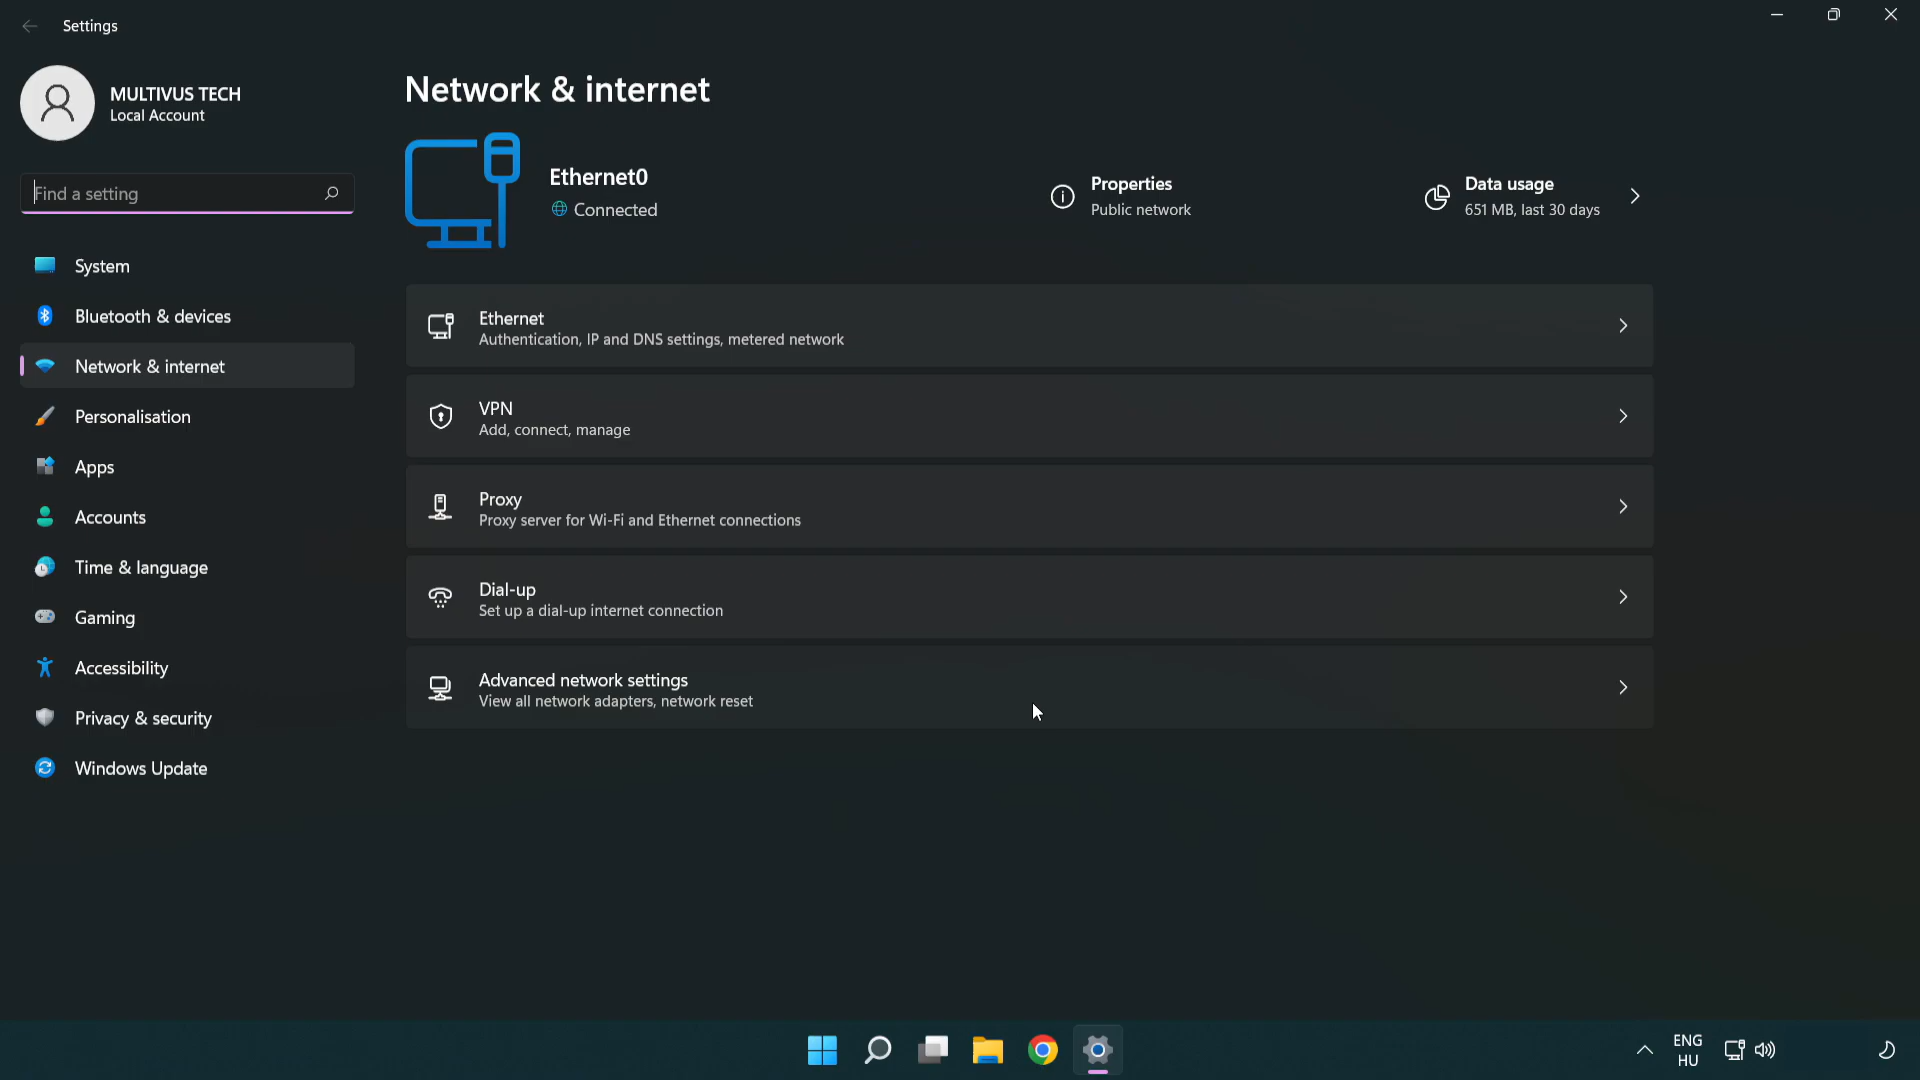 Settings
MULTIVUS TECH
Local Account
Find a setting
System
Bluetooth & devices
Network & internet
Personalisation
Apps
Accounts
Time & language
Gaming
Accessibility
Privacy & security
Windows Update
Network & internet
Ethernet0
Connected
Properties
Public network
Data usage
651 MB, last 30 days
Ethernet
Authentication, IP and DNS settings, metered network
VPN
Add, connect, manage
Proxy
Proxy server for Wi-Fi and Ethernet connections
Dial-up
Set up a dial-up internet connection
Advanced network settings
View all network adapters, network reset
ENG
HU